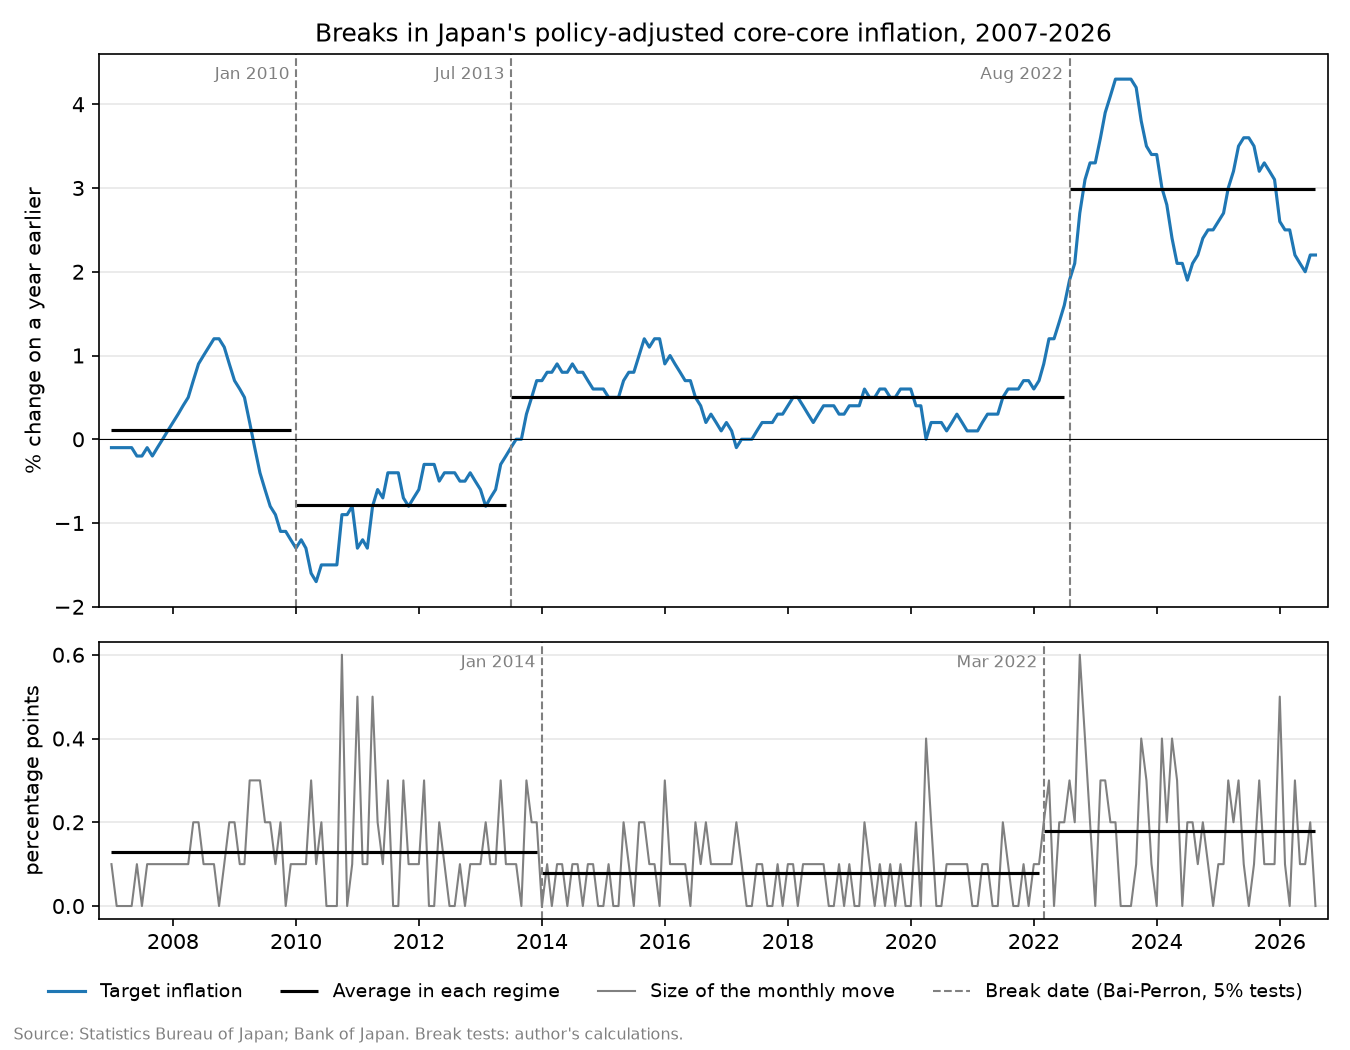 Breaks in Japan's policy-adjusted core-core inflation, 2007-2026
Jan 2010
Jul 2013
Aug 2022
% change on a year earlier
4
3
2
1
0
−1
−2
Jan 2014
Mar 2022
percentage points
0.6
0.4
0.2
0.0
2008 2010 2012 2014 2016 2018 2020 2022 2024 2026
Target inflation Average in each regime Size of the monthly move Break date (Bai-Perron, 5% tests)
Source: Statistics Bureau of Japan; Bank of Japan. Break tests: author's calculations.